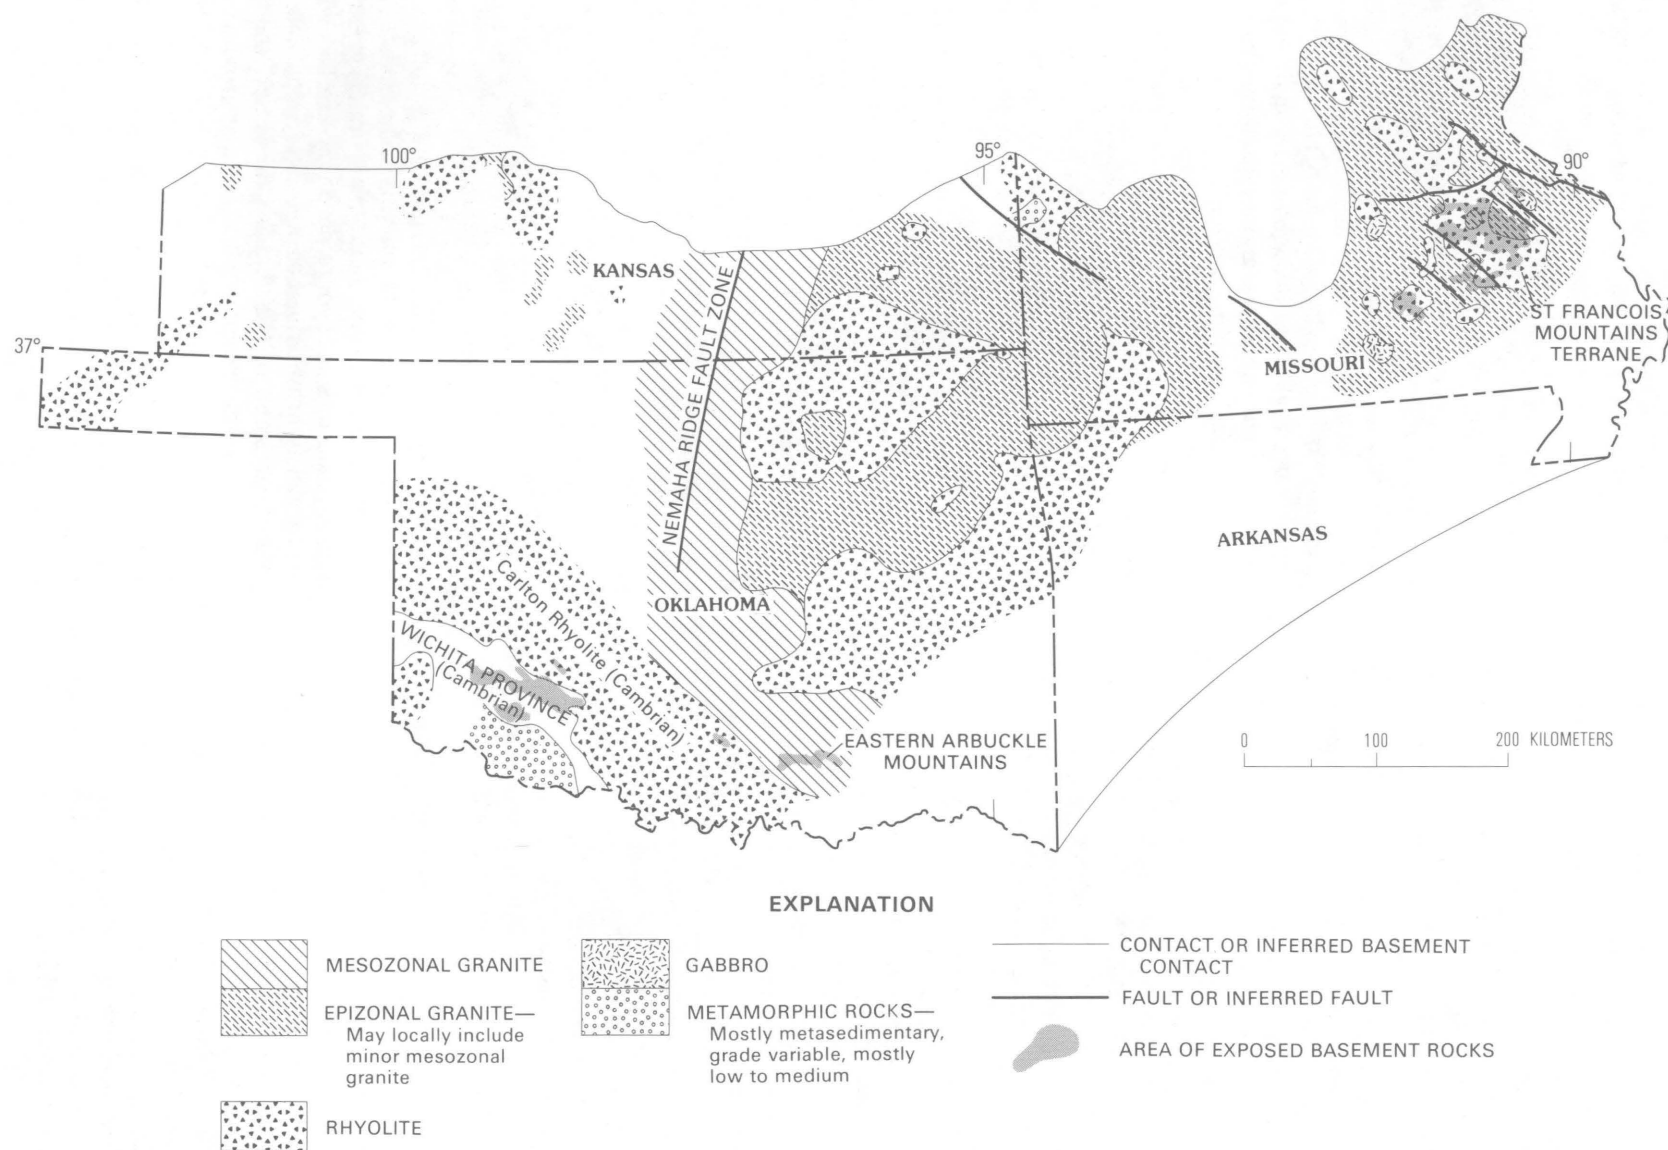 100°
95°
90°
KANSAS
NEMAHA RIDGE FAULT ZONE
37°
ST FRANCOIS
MOUNTAINS
TERRANE
MISSOURI
ARKANSAS
Carlton Rhyolite (Cambrian)
OKLAHOMA
WICHITA PROVINCE
(Cambrian)
EASTERN ARBUCKLE
MOUNTAINS
0 100 200 KILOMETERS
EXPLANATION
MESOZONAL GRANITE
EPIZONAL GRANITE—
May locally include
minor mesozonal
granite
RHYOLITE
GABBRO
METAMORPHIC ROCKS—
Mostly metasedimentary,
grade variable, mostly
low to medium
CONTACT OR INFERRED BASEMENT
CONTACT
FAULT OR INFERRED FAULT
AREA OF EXPOSED BASEMENT ROCKS